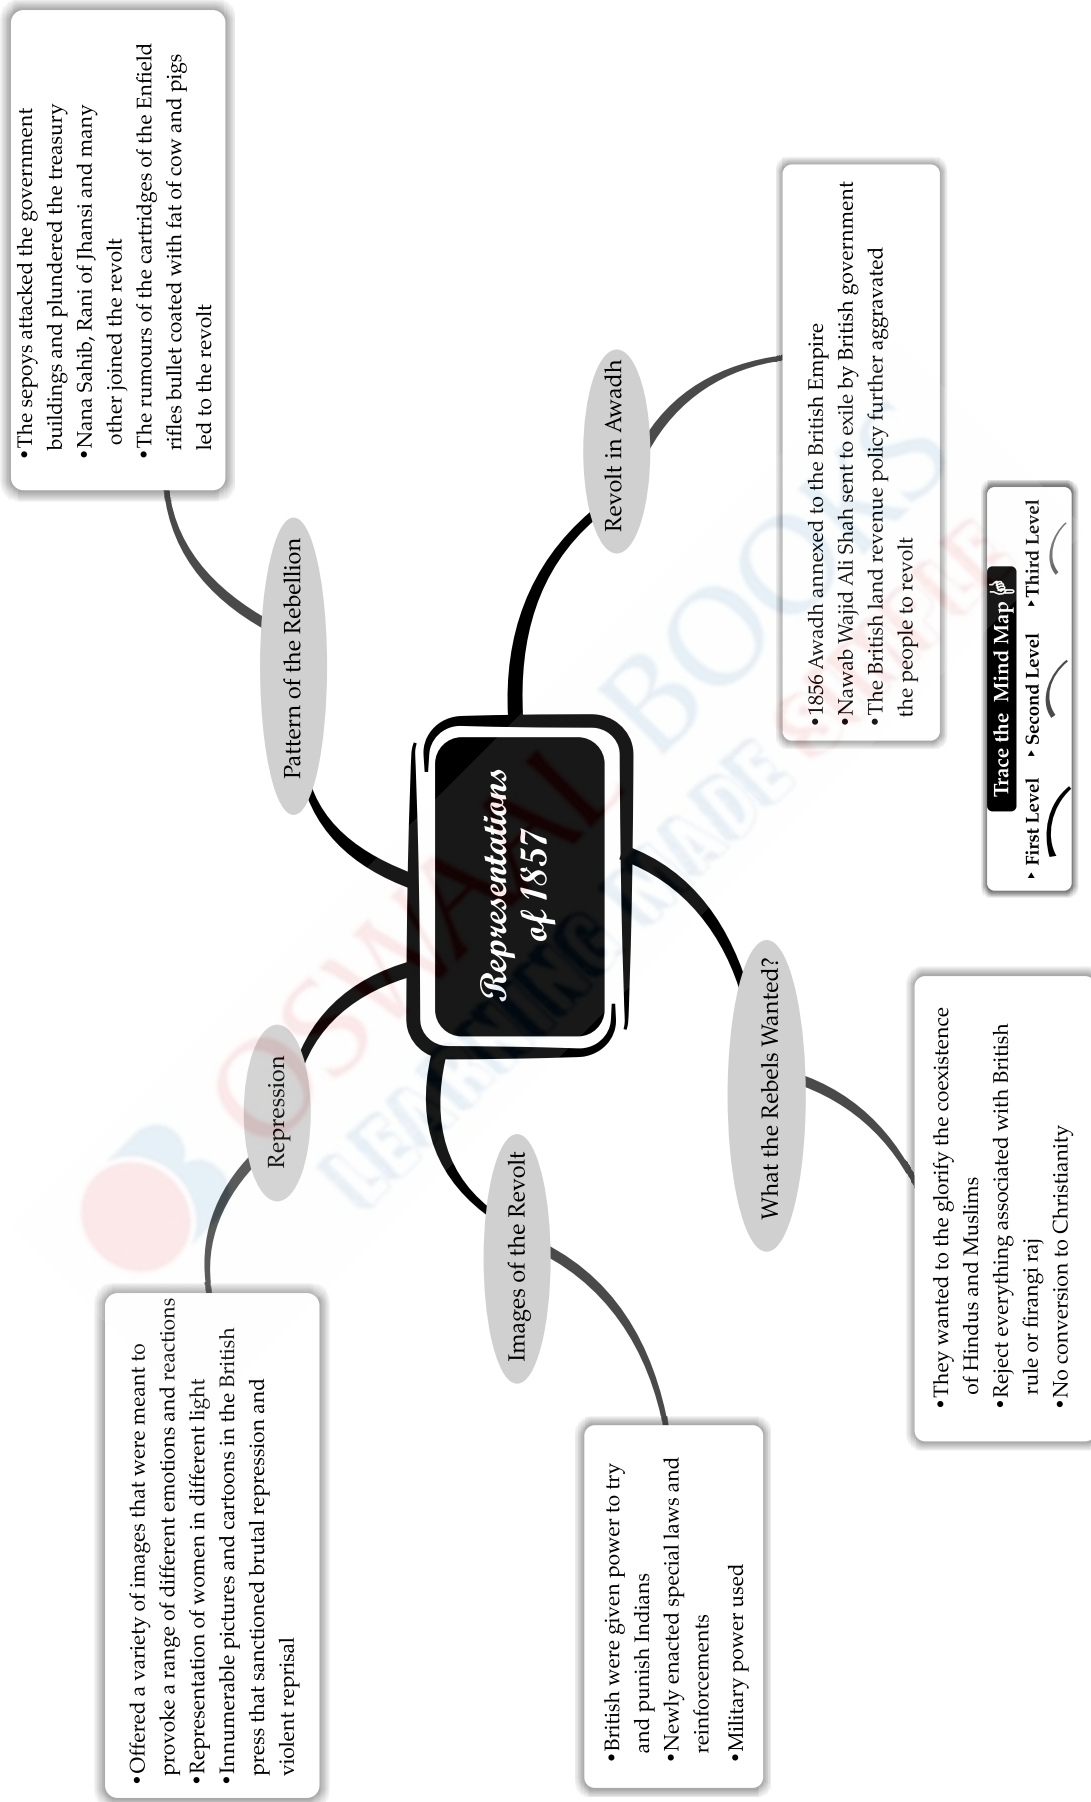 •Offered a variety of images that were meant to
provoke a range of different emotions and reactions
•Representation of women in different light
•Innumerable pictures and cartoons in the British
press that sanctioned brutal repression and
violent reprisal
Repression
•The sepoys attacked the government
buildings and plundered the treasury
•Nana Sahib, Rani of Jhansi and many
other joined the revolt
•The rumours of the cartridges of the Enfield
rifles bullet coated with fat of cow and pigs
led to the revolt
Pattern of the Rebellion
Representations
of 1857
Images of the Revolt
•British were given power to try
and punish Indians
•Newly enacted special laws and
reinforcements
•Military power used
Revolt in Awadh
•1856 Awadh annexed to the British Empire
•Nawab Wajid Ali Shah sent to exile by British government
•The British land revenue policy further aggravated
the people to revolt
What the Rebels Wanted?
•They wanted to the glorify the coexistence
of Hindus and Muslims
•Reject everything associated with British
rule or firangi raj
•No conversion to Christianity
Trace the Mind Map
First Level Second Level Third Level
OSWAAL BOOKS
LEARNING MADE SIMPLE